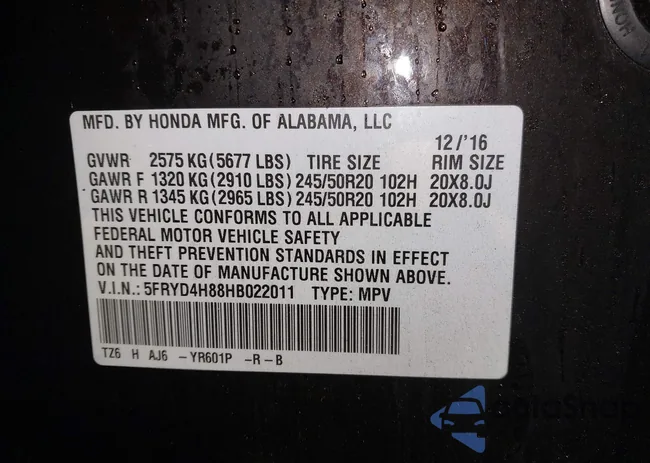 MFD. BY HONDA MFG. OF ALABAMA, LLC
12/'16
GVWR 2575 KG (5677 LBS) TIRE SIZE RIM SIZE
GAWR F 1320 KG (2910 LBS) 245/50R20 102H 20X8.0J
GAWR R 1345 KG (2965 LBS) 245/50R20 102H 20X8.0J
THIS VEHICLE CONFORMS TO ALL APPLICABLE
FEDERAL MOTOR VEHICLE SAFETY
AND THEFT PREVENTION STANDARDS IN EFFECT
ON THE DATE OF MANUFACTURE SHOWN ABOVE.
V.I.N.: 5FRYD4H88HB022011 TYPE: MPV
TZ6 H AJ6 -YR601P -R-B